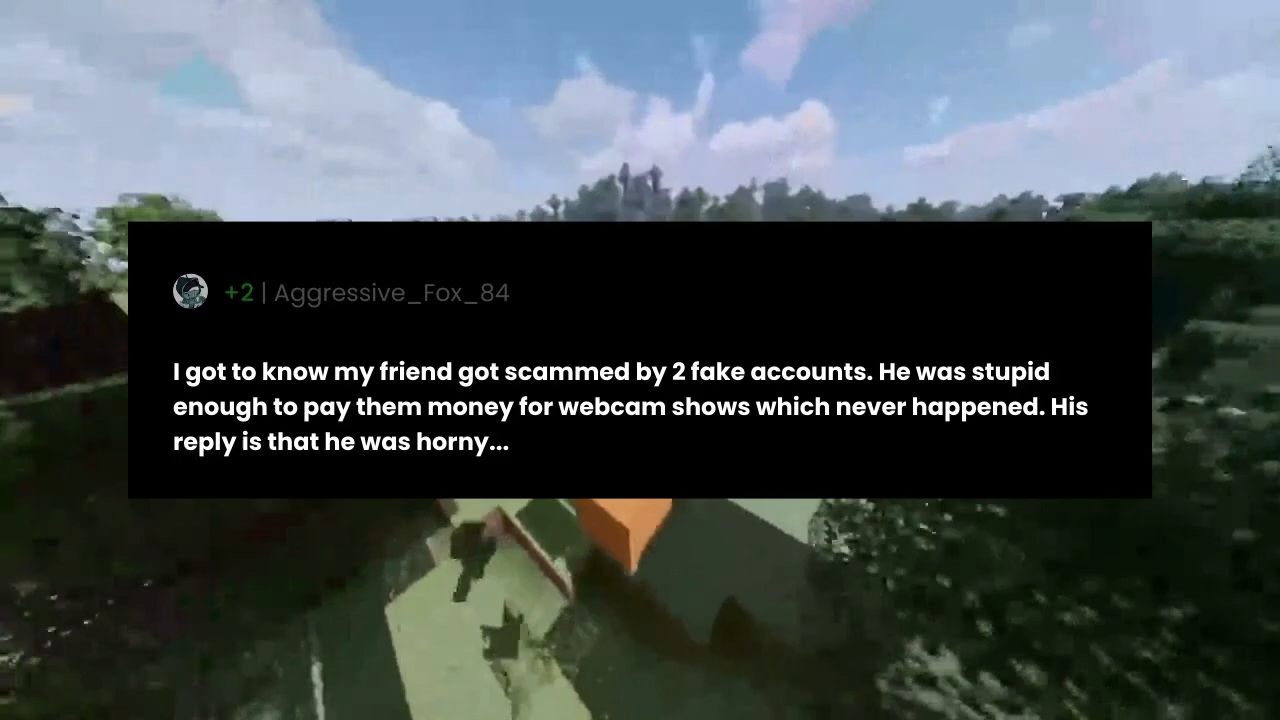 +2 | Aggressive_Fox_84
I got to know my friend got scammed by 2 fake accounts. He was stupid
enough to pay them money for webcam shows which never happened. His
reply is that he was horny...